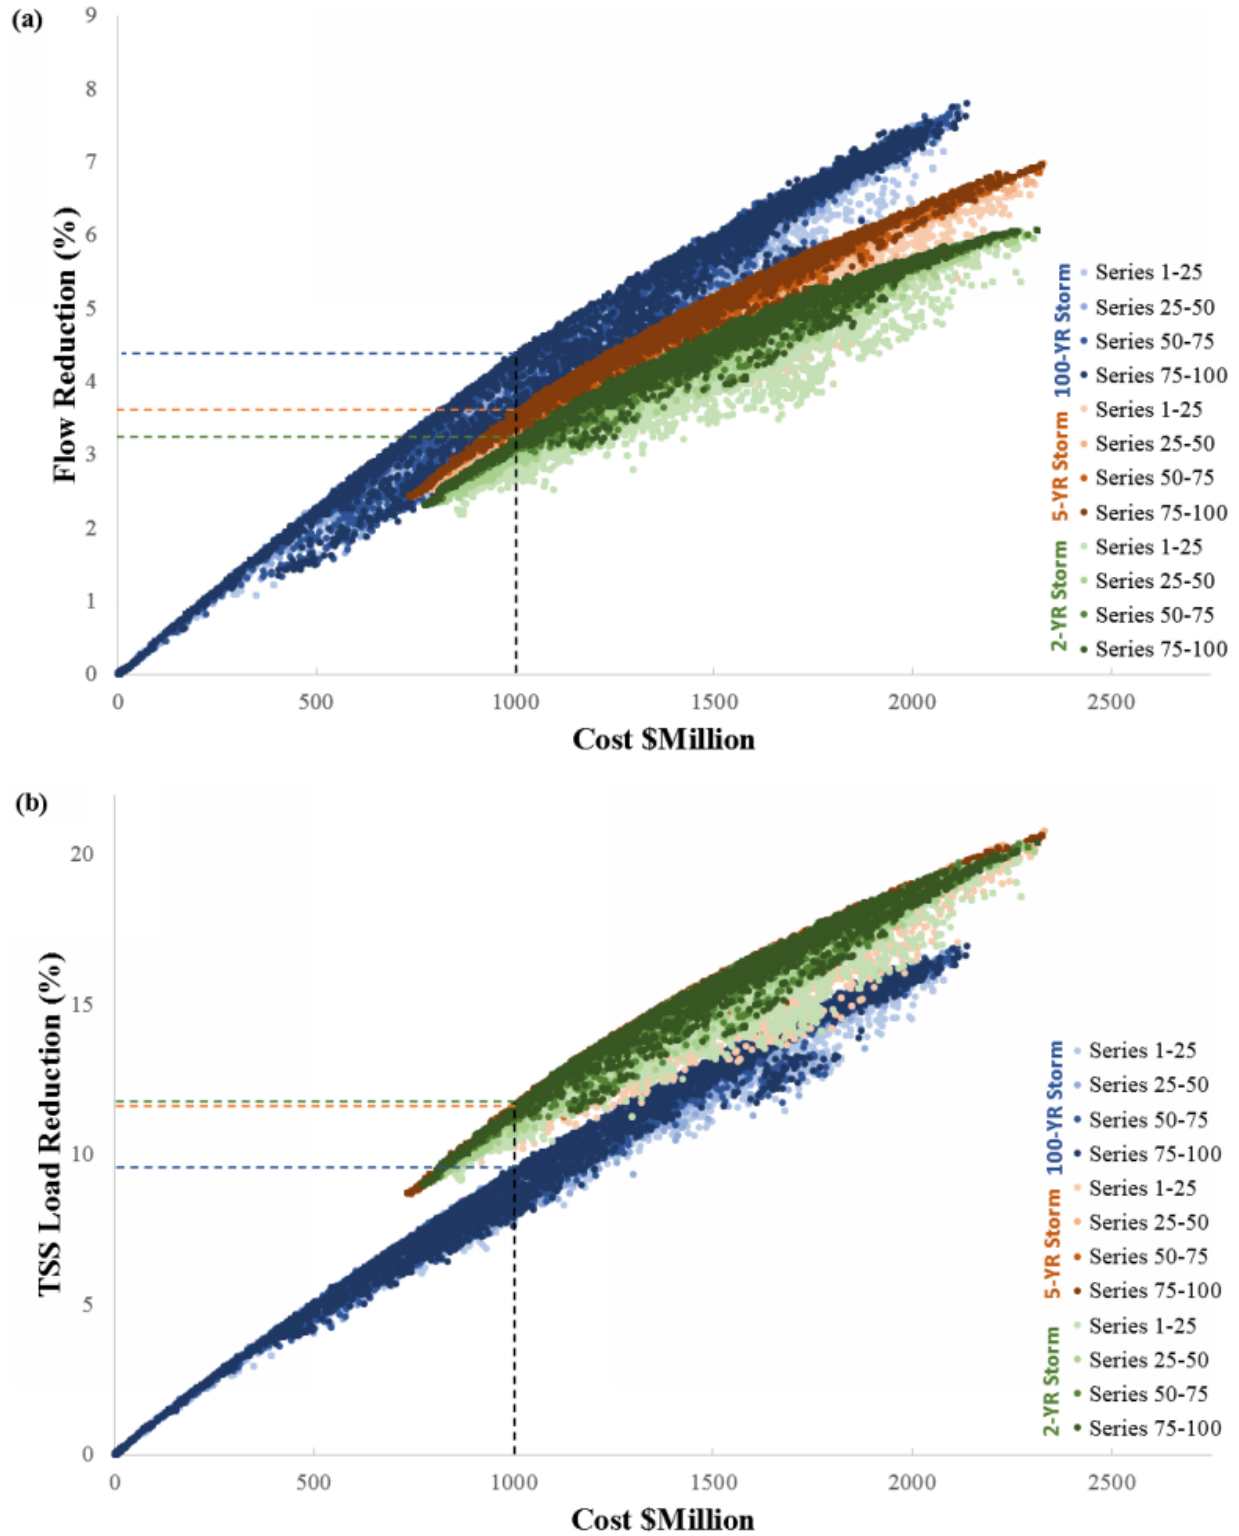 (a)
9
8
7
6
5
4
3
2
1
0
Flow Reduction (%)
0 500 1000 1500 2000 2500
Cost $Million
100-YR Storm
Series 1-25
Series 25-50
Series 50-75
Series 75-100
5-YR Storm
Series 1-25
Series 25-50
Series 50-75
Series 75-100
2-YR Storm
Series 1-25
Series 25-50
Series 50-75
Series 75-100
(b)
20
15
10
5
0
TSS Load Reduction (%)
0 500 1000 1500 2000 2500
Cost $Million
100-YR Storm
Series 1-25
Series 25-50
Series 50-75
Series 75-100
5-YR Storm
Series 1-25
Series 25-50
Series 50-75
Series 75-100
2-YR Storm
Series 1-25
Series 25-50
Series 50-75
Series 75-100